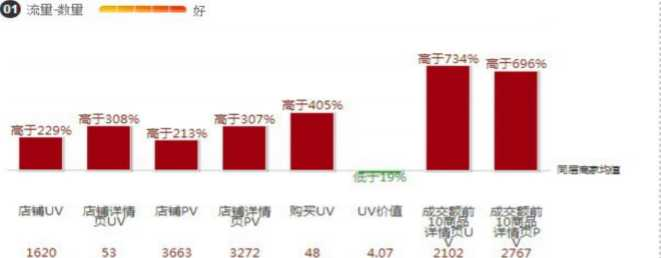 01 流量-数量 好
高于734%
高于696%
高于405%
高于308%
高于307%
高于229%
高于213%
同层商家均值
低于19%
店铺UV 店铺详情 店铺PV 店铺详情 购买UV UV价值 成交额前 成交额前
页UV 页PV 10商品 10商品
详情页U 详情页P
V V
1620 53 3663 3272 48 4.07 2102 2767